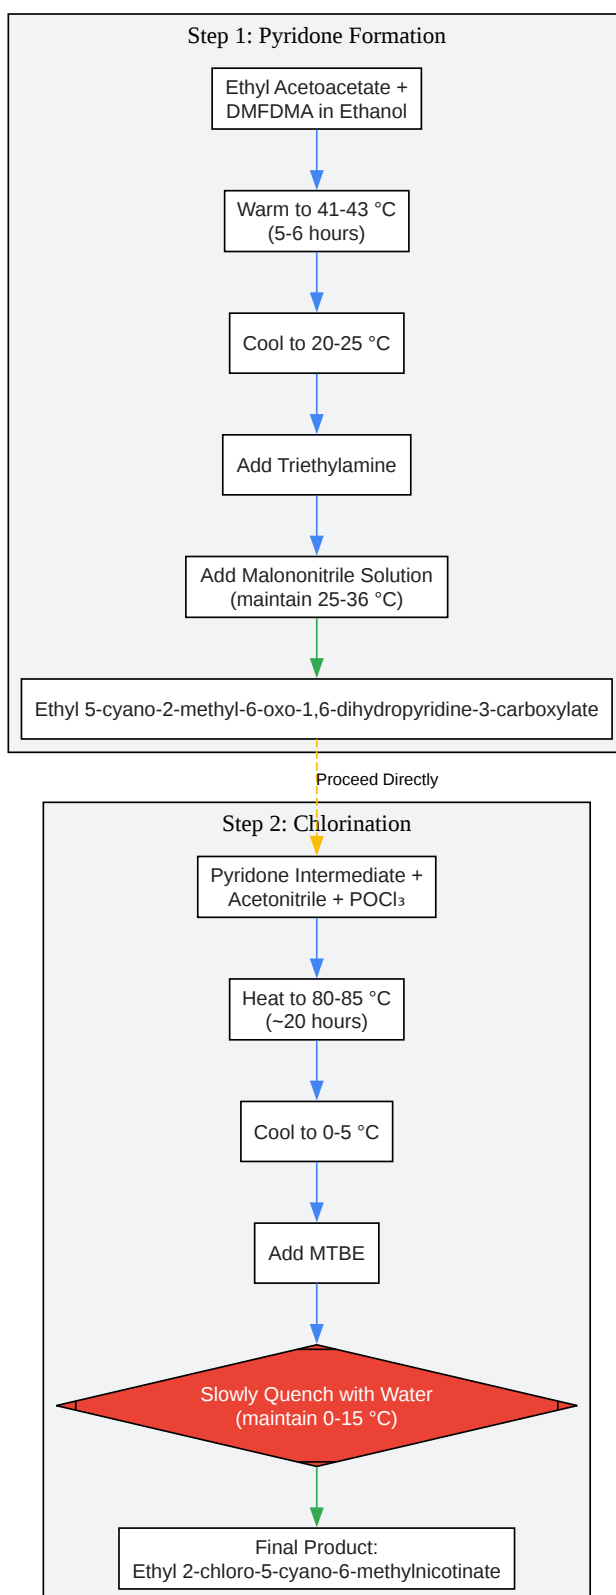 Step 1: Pyridone Formation
Ethyl Acetoacetate +
DMFDMA in Ethanol
Warm to 41-43 °C
(5-6 hours)
Cool to 20-25 °C
Add Triethylamine
Add Malononitrile Solution
(maintain 25-36 °C)
Ethyl 5-cyano-2-methyl-6-oxo-1,6-dihydropyridine-3-carboxylate
Proceed Directly
Step 2: Chlorination
Pyridone Intermediate +
Acetonitrile + POCl₃
Heat to 80-85 °C
(~20 hours)
Cool to 0-5 °C
Add MTBE
Slowly Quench with Water
(maintain 0-15 °C)
Final Product:
Ethyl 2-chloro-5-cyano-6-methylnicotinate